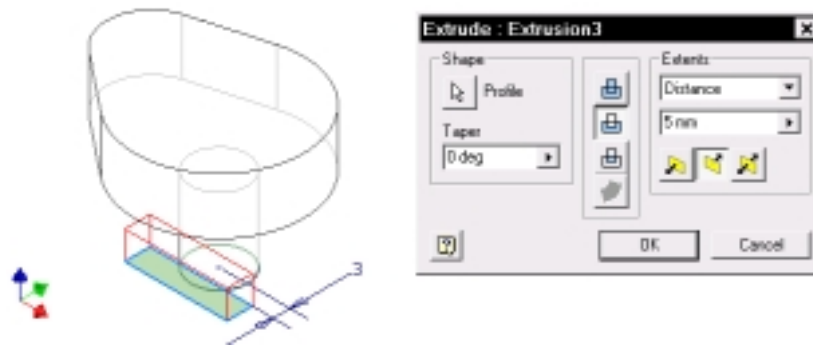 3
Extrude : Extrusion3
Shape
Profile
Taper
0 deg
Extents
Distance
5 mm
OK
Cancel